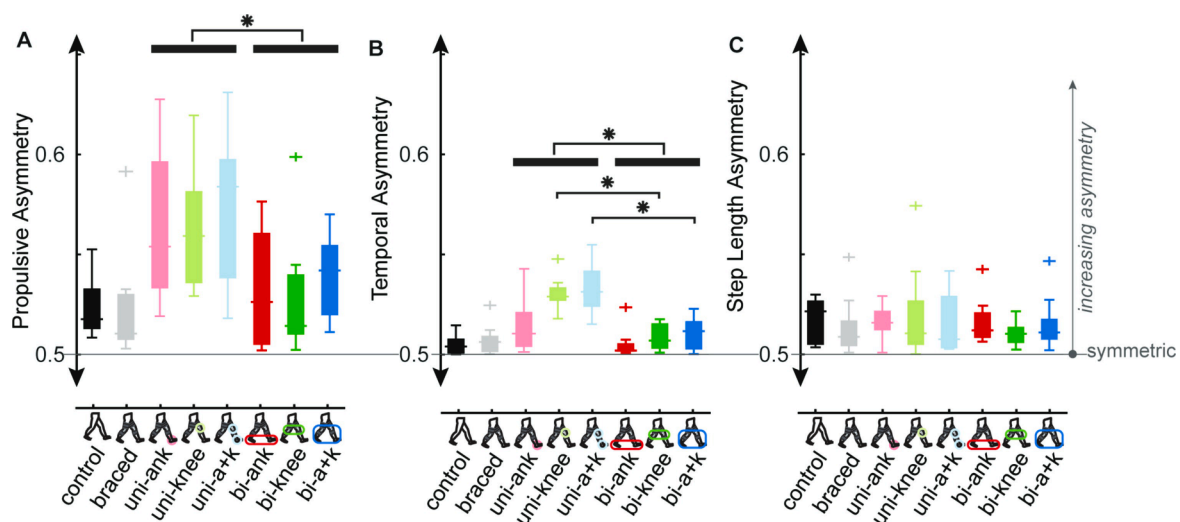 A
*
Propulsive Asymmetry
0.6
0.5
control
braced
uni-ank
uni-knee
uni-a+k
bi-ank
bi-knee
bi-a+k
B
*
*
*
Temporal Asymmetry
0.6
0.5
control
braced
uni-ank
uni-knee
uni-a+k
bi-ank
bi-knee
bi-a+k
C
Step Length Asymmetry
0.6
0.5
increasing asymmetry
symmetric
control
braced
uni-ank
uni-knee
uni-a+k
bi-ank
bi-knee
bi-a+k